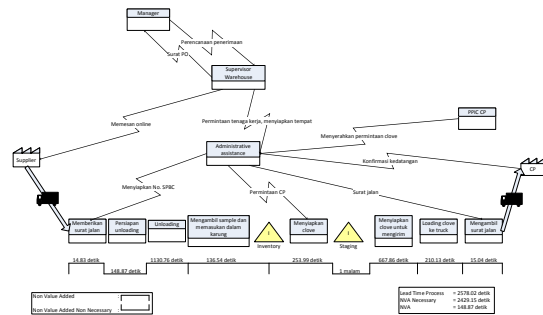 Manager
Perencanaan penerimaan
Surat PO
Supervisor
Warehouse
PPIC CP
Memesan online
Permintaan tenaga kerja, menyiapkan tempat
Menyerahkan permintaan clove
Administrative
assistance
Supplier
Konfirmasi kedatangan
CP
Menyiapkan No. SPBC
Permintaan CP
Surat jalan
Memberikan
surat jalan
Persiapan
unloading
Unloading
Mengambil sample dan
memasukan dalam
karung
I
Inventory
Menyiapkan
clove
I
Staging
Menyiapkan
clove untuk
mengirim
Loading clove
ke truck
Mengambil
surat jalan
14.83 detik
148.87 detik
1130.76 detik
136.54 detik
253.99 detik
1 malam
667.86 detik
210.13 detik
15.04 detik
Non Value Added :
Non Value Added Non Necessary :
Lead Time Process = 2578.02 detik
NVA Necessary = 2429.15 detik
NVA = 148.87 detik